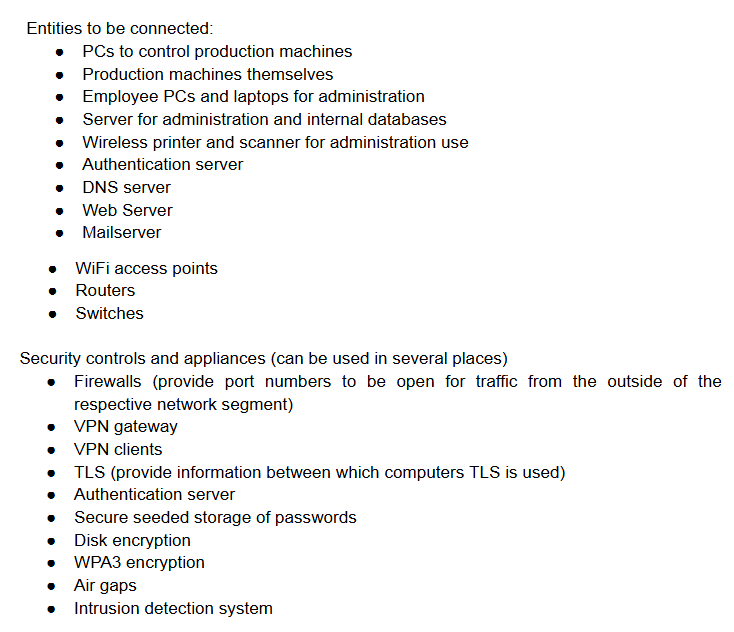 Entities to be connected:
● PCs to control production machines
● Production machines themselves
● Employee PCs and laptops for administration
● Server for administration and internal databases
● Wireless printer and scanner for administration use
● Authentication server
● DNS server
● Web Server
● Mailserver
● WiFi access points
● Routers
● Switches
Security controls and appliances (can be used in several places)
● Firewalls (provide port numbers to be open for traffic from the outside of the
respective network segment)
● VPN gateway
● VPN clients
● TLS (provide information between which computers TLS is used)
● Authentication server
● Secure seeded storage of passwords
● Disk encryption
● WPA3 encryption
● Air gaps
● Intrusion detection system